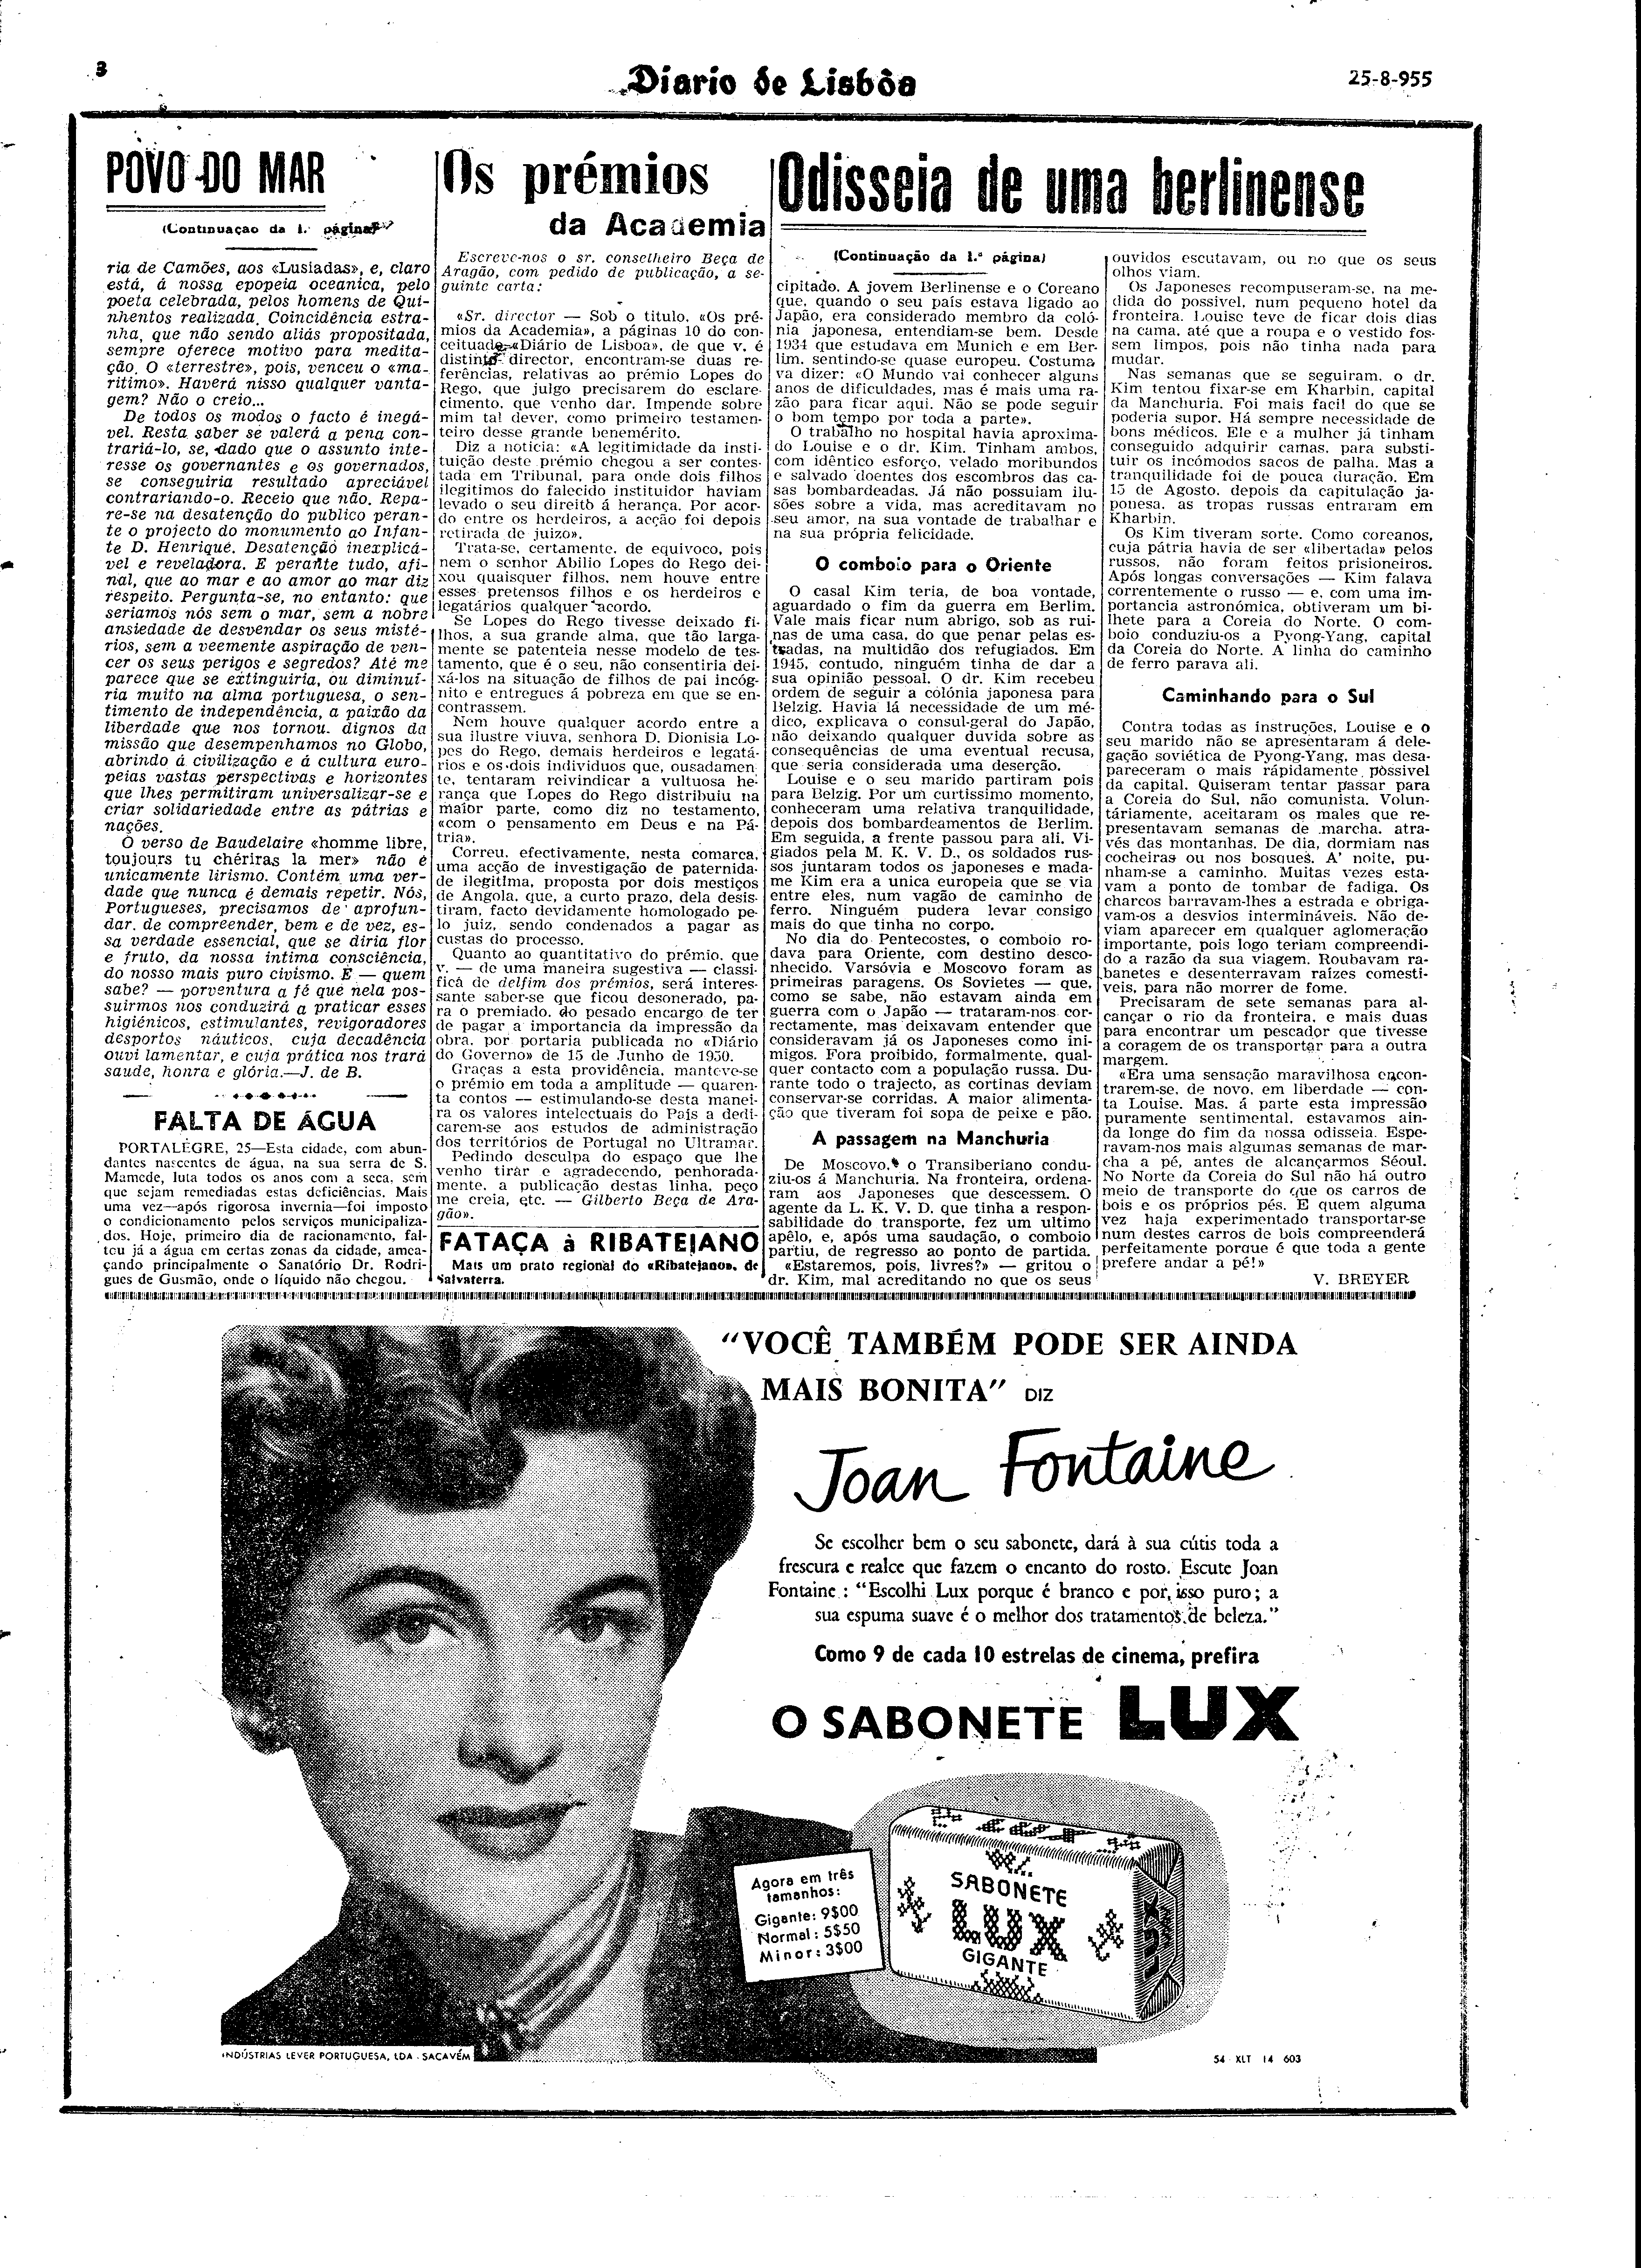 3
Diario de Lisbôa
25-8-955
POVO DO MAR
(Continuação da 1.ª página)
ria de Camões, aos «Lusiadas», e, claro
está, á nossa epopeia oceanica, pelo
poeta celebrada, pelos homens de Qui-
nhentos realizada. Coincidência estra-
nha, que não sendo aliás propositada,
sempre oferece motivo para medita-
ção. O «terrestre», pois, venceu o «ma-
ritimo». Haverá nisso qualquer vanta-
gem? Não o creio...
De todos os modos o facto é inegá-
vel. Resta saber se valerá a pena con-
trariá-lo, se, dado que o assunto inte-
resse os governantes e os governados,
se conseguiria resultado apreciável
contrariando-o. Receio que não. Repa-
re-se na desatenção do publico peran-
te o projecto do monumento ao Infan-
te D. Henrique. Desatenção inexplicá-
vel e reveladora. E perante tudo, afi-
nal, que ao mar e ao amor ao mar diz
respeito. Pergunta-se, no entanto: que
seriamos nós sem o mar, sem a nobre
ansiedade de desvendar os seus misté-
rios, sem a veemente aspiração de ven-
cer os seus perigos e segredos? Até me
parece que se extinguiria, ou diminui-
ria muito na alma portuguesa, o sen-
timento de independência, a paixão da
liberdade que nos tornou. dignos da
missão que desempenhamos no Globo,
abrindo á civilização e á cultura euro-
peias vastas perspectivas e horizontes
que lhes permitiram universalizar-se e
criar solidariedade entre as pátrias e
nações.
O verso de Baudelaire «homme libre,
toujours tu chériras la mer» não é
unicamente lirismo. Contém uma ver-
dade que nunca é demais repetir. Nós,
Portugueses, precisamos de aprofun-
dar. de compreender, bem e de vez, es-
sa verdade essencial, que se diria flor
e fruto, da nossa intima consciência,
do nosso mais puro civismo. E — quem
sabe? — porventura a fé que nela pos-
suirmos nos conduzirá a praticar esses
higiénicos, estimulantes, revigoradores
desportos náuticos, cuja decadência
ouvi lamentar, e cuja prática nos trará
saude, honra e glória.—J. de B.
FALTA DE ÁGUA
PORTALEGRE, 25—Esta cidade, com abun-
dantes nascentes de água, na sua serra de S.
Mamede, luta todos os anos com a seca, sem
que sejam remediadas estas deficiências. Mais
uma vez—após rigorosa invernia—foi imposto
o condicionamento pelos serviços municipaliza-
dos. Hoje, primeiro dia de racionamento, fal-
tou já a água em certas zonas da cidade, amea-
çando principalmente o Sanatório Dr. Rodri-
gues de Gusmão, onde o líquido não chegou.
Os prémios
da Academia
Escreve-nos o sr. conselheiro Beça de
Aragão, com pedido de publicação, a se-
guinte carta:
«Sr. director — Sob o titulo, «Os pré-
mios da Academia», a páginas 10 do con-
ceituado «Diário de Lisboa», de que v. é
distinto director, encontram-se duas re-
ferências, relativas ao prémio Lopes do
Rego, que julgo precisarem do esclare-
cimento, que venho dar. Impende sobre
mim tal dever, como primeiro testamen-
teiro desse grande benemérito.
Diz a noticia: «A legitimidade da insti-
tuição deste prémio chegou a ser contes-
tada em Tribunal, para onde dois filhos
ilegitimos do falecido instituidor haviam
levado o seu direito á herança. Por acor-
do entre os herdeiros, a acção foi depois
retirada de juizo».
Trata-se, certamente, de equivoco, pois
nem o senhor Abilio Lopes do Rego dei-
xou quaisquer filhos, nem houve entre
esses pretensos filhos e os herdeiros e
legatários qualquer acordo.
Se Lopes do Rego tivesse deixado fi-
lhos, a sua grande alma, que tão larga-
mente se patenteia nesse modelo de tes-
tamento, que é o seu, não consentiria dei-
xá-los na situação de filhos de pai incóg-
nito e entregues á pobreza em que se en-
contrassem.
Nem houve qualquer acordo entre a
sua ilustre viuva, senhora D. Dionisia Lo-
pes do Rego, demais herdeiros e legatá-
rios e os dois individuos que, ousadamen-
te, tentaram reivindicar a vultuosa he-
rança que Lopes do Rego distribuiu na
maior parte, como diz no testamento,
«com o pensamento em Deus e na Pá-
tria».
Correu, efectivamente, nesta comarca,
uma acção de investigação de paternida-
de ilegitima, proposta por dois mestiços
de Angola, que, a curto prazo, dela desis-
tiram, facto devidamente homologado pe-
lo juiz, sendo condenados a pagar as
custas do processo.
Quanto ao quantitativo do prémio, que
v. — de uma maneira sugestiva — classi-
fica de delfim dos prémios, será interes-
sante saber-se que ficou desonerado, pa-
ra o premiado, do pesado encargo de ter
de pagar a importancia da impressão da
obra, por portaria publicada no «Diário
do Governo» de 15 de Junho de 1950.
Graças a esta providência, manteve-se
o prémio em toda a amplitude — quaren-
ta contos — estimulando-se desta manei-
ra os valores intelectuais do País a dedi-
carem-se aos estudos de administração
dos territórios de Portugal no Ultramar.
Pedindo desculpa do espaço que lhe
venho tirar e agradecendo, penhorada-
mente, a publicação destas linha, peço
me creia, etc. — Gilberto Beça de Ara-
gão».
FATAÇA à RIBATEJANO
Mais um prato regional do «Ribatejano», de
Salvaterra.
Odisseia de uma berlinense
(Continuação da 1.ª página)
cipitado. A jovem Berlinense e o Coreano
que, quando o seu país estava ligado ao
Japão, era considerado membro da coló-
nia japonesa, entendiam-se bem. Desde
1934 que estudava em Munich e em Ber-
lim, sentindo-se quase europeu. Costuma
va dizer: «O Mundo vai conhecer alguns
anos de dificuldades, mas é mais uma ra-
zão para ficar aqui. Não se pode seguir
o bom tempo por toda a parte».
O trabalho no hospital havia aproxima-
do Louise e o dr. Kim. Tinham ambos,
com idêntico esforço, velado moribundos
e salvado doentes dos escombros das ca-
sas bombardeadas. Já não possuiam ilu-
sões sobre a vida, mas acreditavam no
seu amor, na sua vontade de trabalhar e
na sua própria felicidade.
O comboio para o Oriente
O casal Kim teria, de boa vontade,
aguardado o fim da guerra em Berlim.
Vale mais ficar num abrigo, sob as rui-
nas de uma casa, do que penar pelas es-
tradas, na multidão dos refugiados. Em
1945, contudo, ninguém tinha de dar a
sua opinião pessoal. O dr. Kim recebeu
ordem de seguir a colónia japonesa para
Belzig. Havia lá necessidade de um mé-
dico, explicava o consul-geral do Japão,
não deixando qualquer duvida sobre as
consequências de uma eventual recusa,
que seria considerada uma deserção.
Louise e o seu marido partiram pois
para Belzig. Por um curtissimo momento,
conheceram uma relativa tranquilidade,
depois dos bombardeamentos de Berlim.
Em seguida, a frente passou para ali. Vi-
giados pela M. K. V. D., os soldados rus-
sos juntaram todos os japoneses e mada-
me Kim era a unica europeia que se via
entre eles, num vagão de caminho de
ferro. Ninguém pudera levar consigo
mais do que tinha no corpo.
No dia do Pentecostes, o comboio ro-
dava para Oriente, com destino desco-
nhecido. Varsóvia e Moscovo foram as
primeiras paragens. Os Sovietes — que,
como se sabe, não estavam ainda em
guerra com o Japão — trataram-nos cor-
rectamente, mas deixavam entender que
consideravam já os Japoneses como ini-
migos. Fora proibido, formalmente, qual-
quer contacto com a população russa. Du-
rante todo o trajecto, as cortinas deviam
conservar-se corridas. A maior alimenta-
ção que tiveram foi sopa de peixe e pão.
A passagem na Manchuria
De Moscovo, o Transiberiano condu-
ziu-os á Manchuria. Na fronteira, ordena-
ram aos Japoneses que descessem. O
agente da L. K. V. D. que tinha a respon-
sabilidade do transporte, fez um ultimo
apêlo, e, após uma saudação, o comboio
partiu, de regresso ao ponto de partida.
«Estaremos, pois, livres?» — gritou o
dr. Kim, mal acreditando no que os seus
ouvidos escutavam, ou no que os seus
olhos viam.
Os Japoneses recompuseram-se, na me-
dida do possivel, num pequeno hotel da
fronteira. Louise teve de ficar dois dias
na cama, até que a roupa e o vestido fos-
sem limpos, pois não tinha nada para
mudar.
Nas semanas que se seguiram, o dr.
Kim tentou fixar-se em Kharbin, capital
da Manchuria. Foi mais facil do que se
poderia supor. Há sempre necessidade de
bons médicos. Ele e a mulher já tinham
conseguido adquirir camas, para substi-
tuir os incómodos sacos de palha. Mas a
tranquilidade foi de pouca duração. Em
15 de Agosto, depois da capitulação ja-
ponesa, as tropas russas entraram em
Kharbin.
Os Kim tiveram sorte. Como coreanos,
cuja pátria havia de ser «libertada» pelos
russos, não foram feitos prisioneiros.
Após longas conversações — Kim falava
correntemente o russo — e, com uma im-
portancia astronómica, obtiveram um bi-
lhete para a Coreia do Norte. O com-
boio conduziu-os a Pyong-Yang, capital
da Coreia do Norte. A linha do caminho
de ferro parava ali.
Caminhando para o Sul
Contra todas as instruções, Louise e o
seu marido não se apresentaram á dele-
gação soviética de Pyong-Yang, mas desa-
pareceram o mais rápidamente possivel
da capital. Quiseram tentar passar para
a Coreia do Sul, não comunista. Volun-
táriamente, aceitaram os males que re-
presentavam semanas de marcha, atra-
vés das montanhas. De dia, dormiam nas
cocheiras ou nos bosques. A' noite, pu-
nham-se a caminho. Muitas vezes esta-
vam a ponto de tombar de fadiga. Os
charcos barravam-lhes a estrada e obriga-
vam-os a desvios intermináveis. Não de-
viam aparecer em qualquer aglomeração
importante, pois logo teriam compreendi-
do a razão da sua viagem. Roubavam ra-
banetes e desenterravam raízes comesti-
veis, para não morrer de fome.
Precisaram de sete semanas para al-
cançar o rio da fronteira, e mais duas
para encontrar um pescador que tivesse
a coragem de os transportar para a outra
margem.
«Era uma sensação maravilhosa encon-
trarem-se, de novo, em liberdade — con-
ta Louise. Mas, á parte esta impressão
puramente sentimental, estavamos ain-
da longe do fim da nossa odisseia. Espe-
ravam-nos mais algumas semanas de mar-
cha a pé, antes de alcançarmos Séoul.
No Norte da Coreia do Sul não há outro
meio de transporte do que os carros de
bois e os próprios pés. E quem alguma
vez haja experimentado transportar-se
num destes carros de bois compreenderá
perfeitamente porque é que toda a gente
prefere andar a pé!»
V. BREYER
"VOCÊ TAMBÉM PODE SER AINDA
MAIS BONITA" DIZ
Joan Fontaine
Se escolher bem o seu sabonete, dará à sua cútis toda a
frescura e realce que fazem o encanto do rosto. Escute Joan
Fontaine : "Escolhi Lux porque é branco e por isso puro; a
sua espuma suave é o melhor dos tratamentos de beleza."
Como 9 de cada 10 estrelas de cinema, prefira
O SABONETE LUX
Agora em três
tamanhos:
Gigante: 9$00
Normal: 5$50
Minor: 3$00
SABONETE
LUX
GIGANTE
LUX
INDÚSTRIAS LEVER PORTUGUESA, LDA - SACAVÉM
54 XLT 14 603